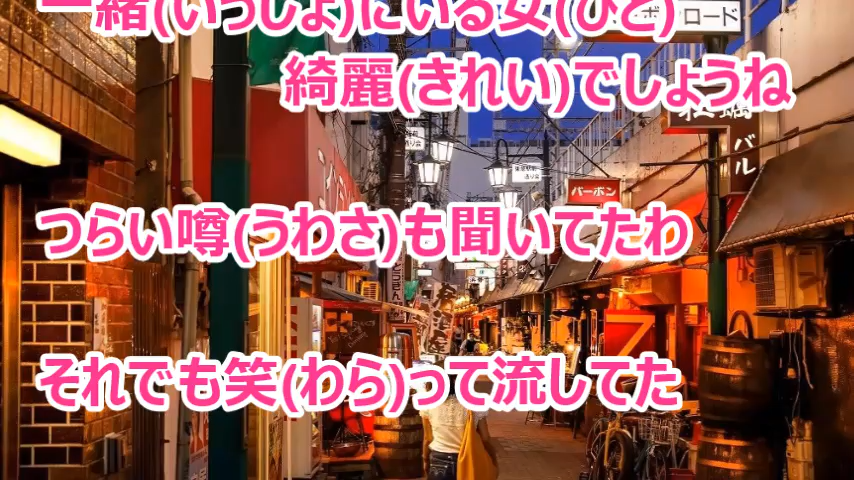 一緒(いっしょ)にいる女(ひと)
綺麗(きれい)でしょうね
つらい噂(うわさ)も聞いてたわ
それでも笑(わら)って流してた
ロード
バル
バーボン